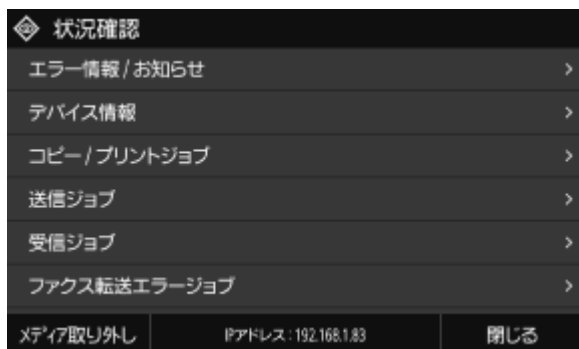 状況確認
エラー情報/お知らせ
デバイス情報
コピー/プリントジョブ
送信ジョブ
受信ジョブ
ファクス転送エラージョブ
メディア取り外し
IPアドレス:192.168.1.83
閉じる